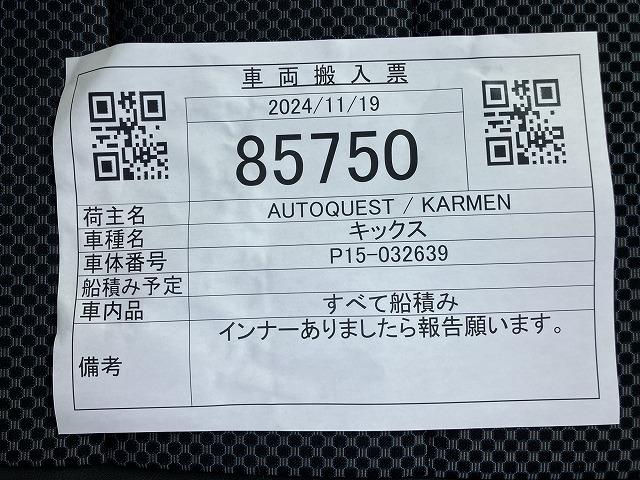 車両搬入票
2024/11/19
85750
荷主名 AUTOQUEST / KARMEN
車種名 キックス
車体番号 P15-032639
船積み予定
車内品 すべて船積み
備考 インナーありましたら報告願います。